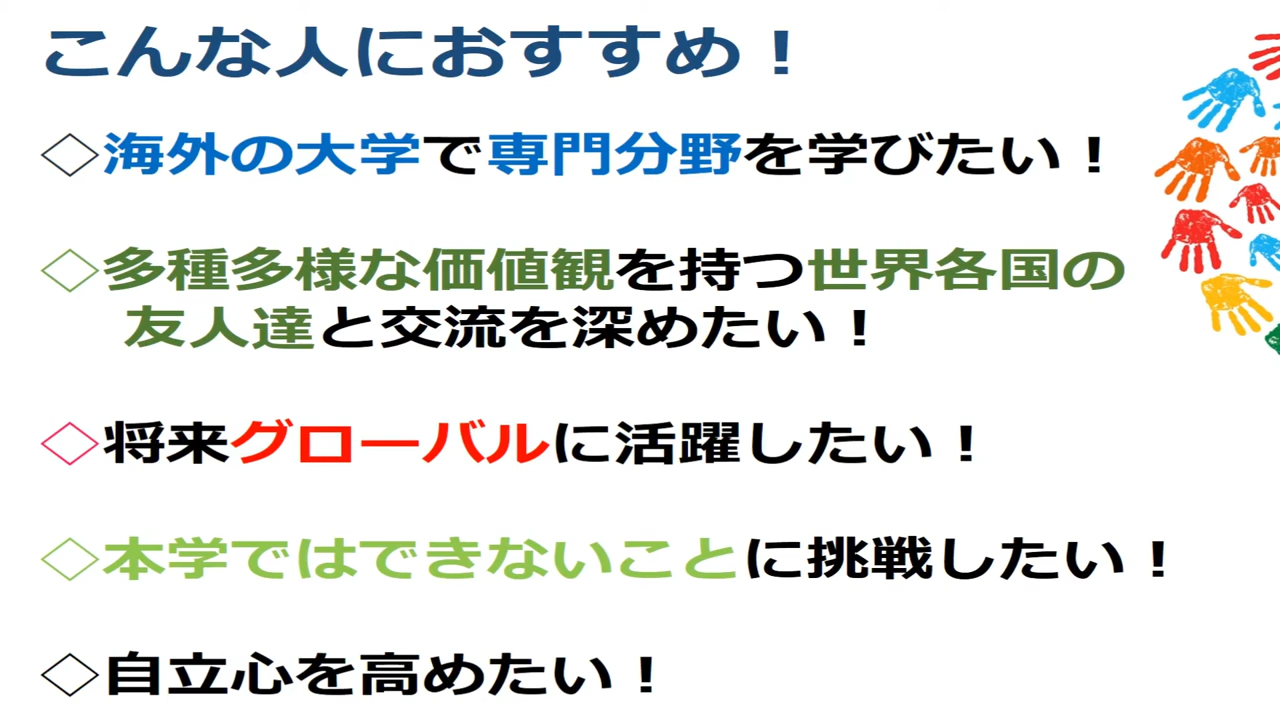 こんな人におすすめ！
◇海外の大学で専門分野を学びたい！
◇多種多様な価値観を持つ世界各国の
友人達と交流を深めたい！
◇将来グローバルに活躍したい！
◇本学ではできないことに挑戦したい！
◇自立心を高めたい！